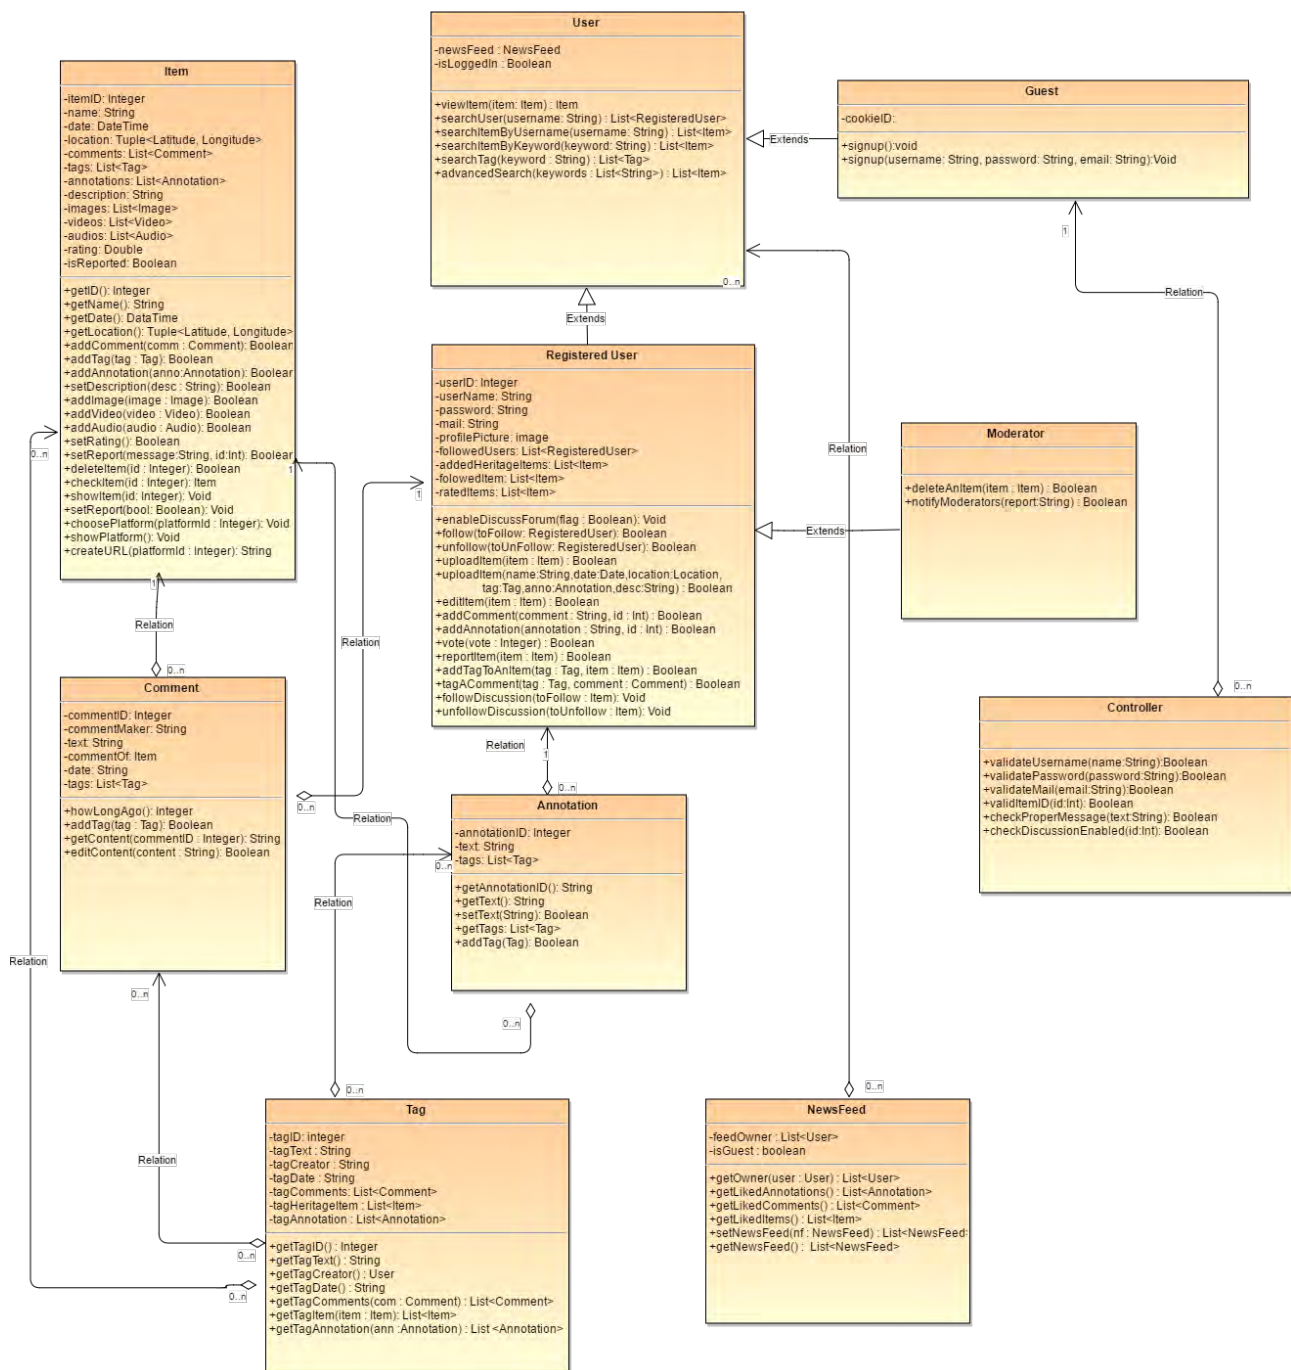 User
-newsFeed : NewsFeed
-isLoggedIn : Boolean
+viewItem(item: Item) : Item
+searchUser(username: String) : List<RegisteredUser>
+searchItemByUsername(username: String) : List<Item>
+searchItemByKeyword(keyword: String) : List<Item>
+searchTag(keyword : String) : List<Tag>
+advancedSearch(keywords : List<String>) : List<Item>
0..n
Item
-itemID: Integer
-name: String
-date: DateTime
-location: Tuple<Latitude, Longitude>
-comments: List<Comment>
-tags: List<Tag>
-annotations: List<Annotation>
-description: String
-images: List<Image>
-videos: List<Video>
-audios: List<Audio>
-rating: Double
-isReported: Boolean
+getID(): Integer
+getName(): String
+getDate(): DataTime
+getLocation(): Tuple<Latitude, Longitude>
+addComment(comm : Comment): Boolean
+addTag(tag : Tag): Boolean
+addAnnotation(anno:Annotation): Boolean
+setDescription(desc : String): Boolean
+addImage(image : Image): Boolean
+addVideo(video : Video): Boolean
+addAudio(audio : Audio): Boolean
+setRating(): Boolean
+setReport(message:String, id:Int): Boolean
+deleteItem(id : Integer): Boolean
+checkItem(id : Integer): Item
+showItem(id: Integer): Void
+setReport(bool: Boolean): Void
+choosePlatform(platformId : Integer): Void
+showPlatform(): Void
+createURL(platformId : Integer): String
0..n
1
1
Guest
-cookieID:
+signup():void
+signup(username: String, password: String, email: String):Void
Extends
1
Relation
Extends
Relation
Registered User
-userID: Integer
-userName: String
-password: String
-mail: String
-profilePicture: image
-followedUsers: List<RegisteredUser>
-addedHeritageItems: List<Item>
-folowedItem: List<Item>
-ratedItems: List<Item>
+enableDiscussForum(flag : Boolean): Void
+follow(toFollow: RegisteredUser): Boolean
+unfollow(toUnFollow: RegisteredUser): Boolean
+uploadItem(item : Item) : Boolean
+uploadItem(name:String,date:Date,location:Location,
tag:Tag,anno:Annotation,desc:String) : Boolean
+editItem(item : Item) : Boolean
+addComment(comment : String, id : Int) : Boolean
+addAnnotation(annotation : String, id : Int) : Boolean
+vote(vote : Integer) : Boolean
+reportItem(item : Item) : Boolean
+addTagToAnItem(tag : Tag, item : Item) : Boolean
+tagAComment(tag : Tag, comment : Comment) : Boolean
+followDiscussion(toFollow : Item): Void
+unfollowDiscussion(toUnfollow : Item): Void
1
Extends
Moderator
+deleteAnItem(item : Item) : Boolean
+notifyModerators(report:String) : Boolean
Relation
Relation
0..n
Comment
-commentID: Integer
-commentMaker: String
-text: String
-commentOf: Item
-date: String
-tags: List<Tag>
+howLongAgo(): Integer
+addTag(tag : Tag): Boolean
+getContent(commentID : Integer): String
+editContent(content : String): Boolean
0..n
Relation
Relation
1
0..n
0..n
Annotation
-annotationID: Integer
-text: String
-tags: List<Tag>
+getAnnotationID(): String
+getText(): String
+setText(String): Boolean
+getTags: List<Tag>
+addTag(Tag): Boolean
0..n
0..n
Controller
+validateUsername(name:String):Boolean
+validatePassword(password:String):Boolean
+validateMail(email:String):Boolean
+validItemID(id:Int): Boolean
+checkProperMessage(text:String): Boolean
+checkDiscussionEnabled(id:Int): Boolean
Relation
Relation
0..n
Relation
0..n
Tag
-tagID: integer
-tagText : String
-tagCreator : String
-tagDate : String
-tagComments: List<Comment>
-tagHeritageItem : List<Item>
-tagAnnotation : List<Annotation>
+getTagID() : Integer
+getTagText() : String
+getTagCreator() : User
+getTagDate() : String
+getTagComments(com : Comment) : List<Comment>
+getTagItem(item : Item): List<Item>
+getTagAnnotation(ann :Annotation) : List <Annotation>
0..n
0..n
0..n
NewsFeed
-feedOwner : List<User>
-isGuest : boolean
+getOwner(user : User) : List<User>
+getLikedAnnotations() : List<Annotation>
+getLikedComments() : List<Comment>
+getLikedItems() : List<Item>
+setNewsFeed(nf : NewsFeed) : List<NewsFeed>
+getNewsFeed() : List<NewsFeed>